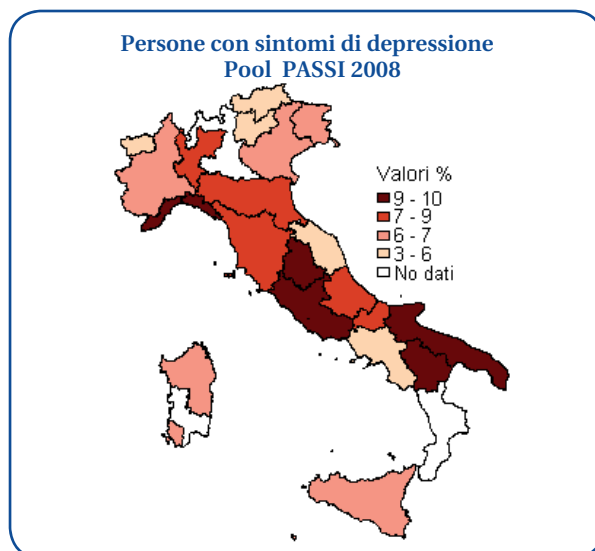 Persone con sintomi di depressione
Pool PASSI 2008
Valori %
9 - 10
7 - 9
6 - 7
3 - 6
No dati